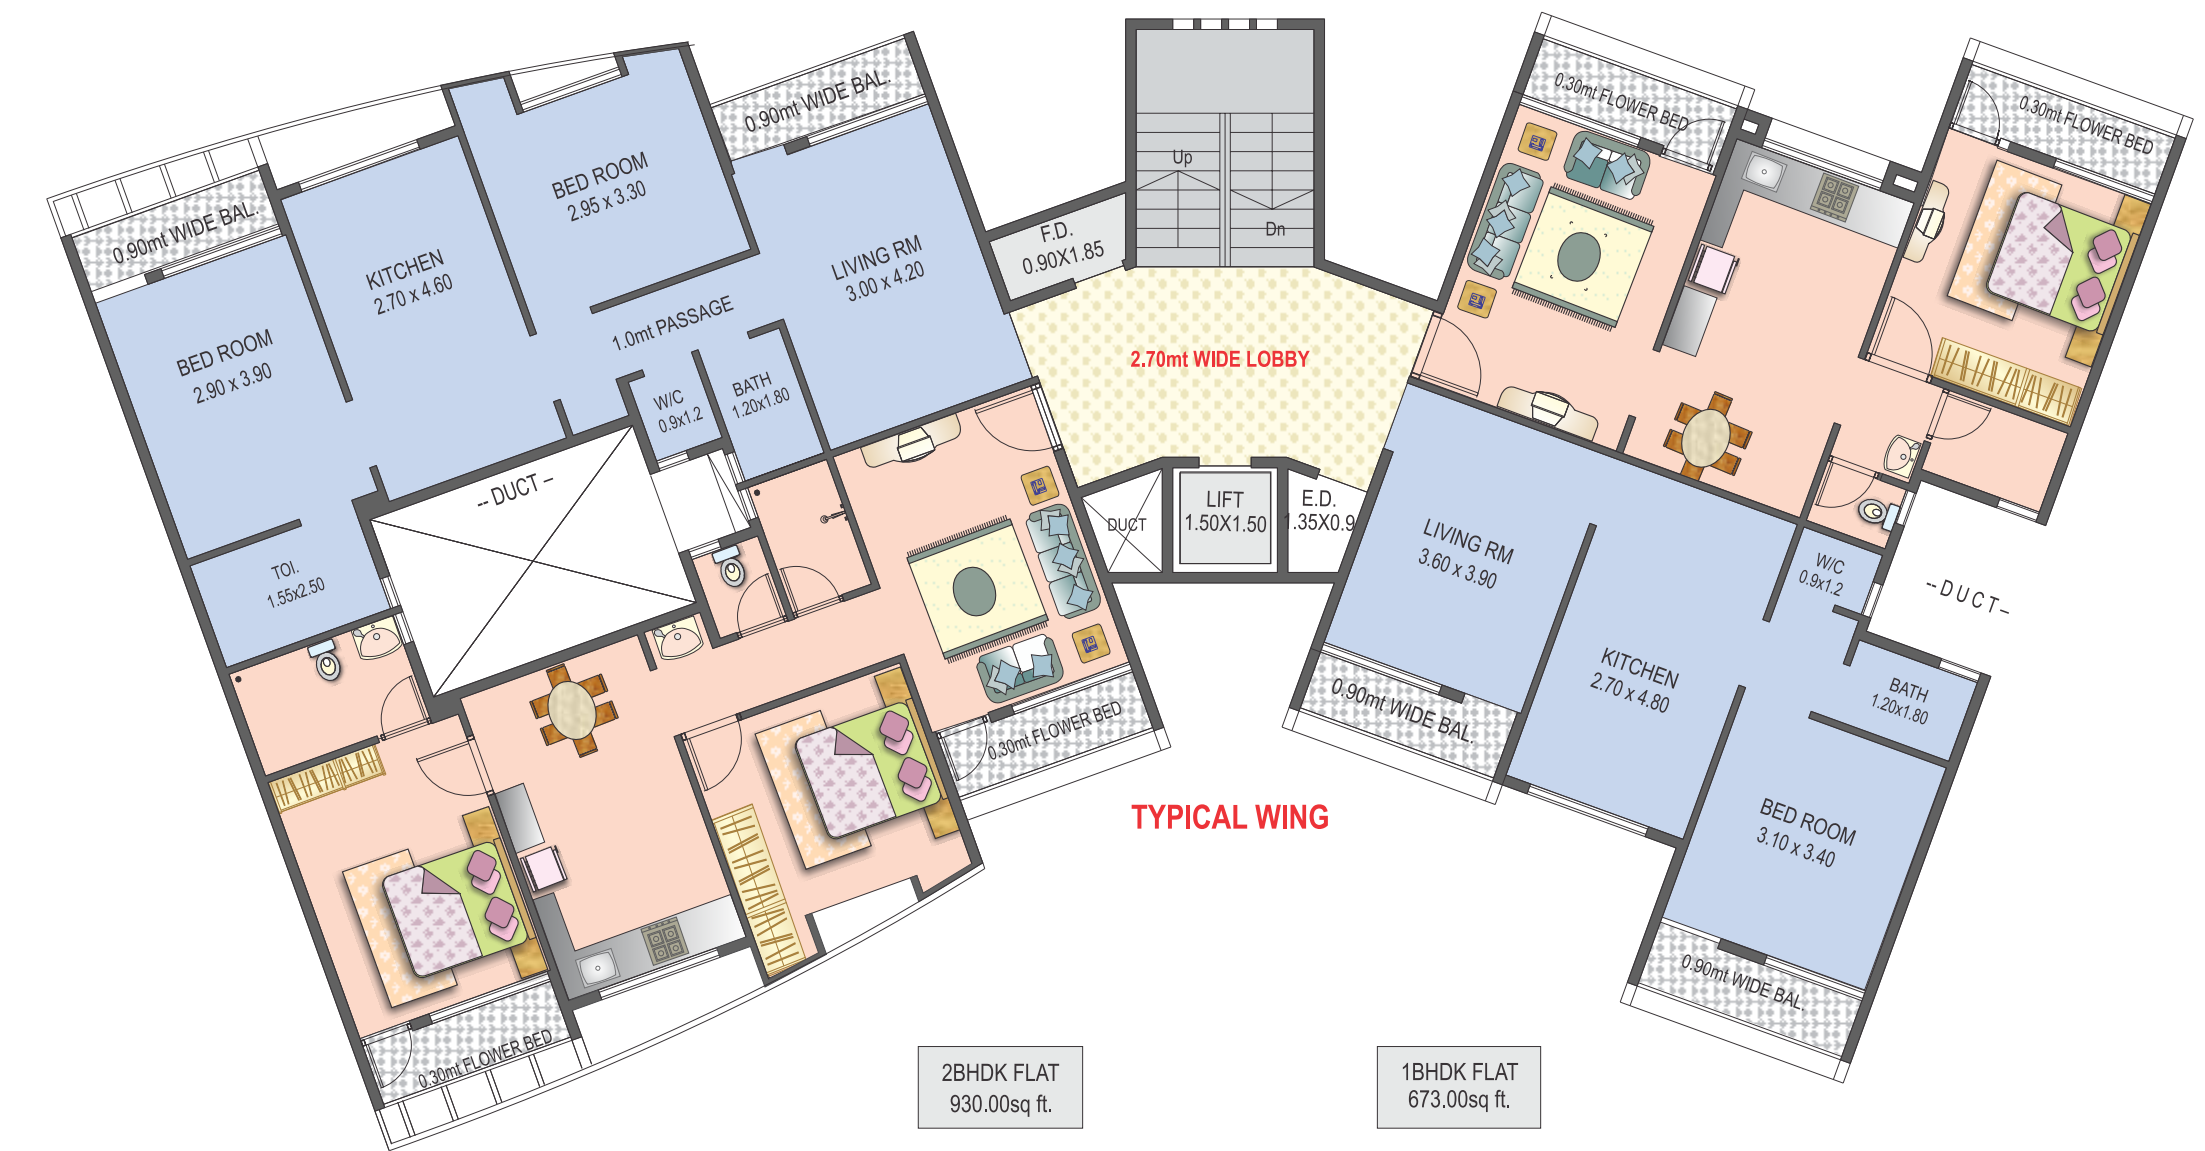 0.90mt WIDE BAL.
0.90mt WIDE BAL.
BED ROOM
2.95 x 3.30
KITCHEN
2.70 x 4.60
LIVING RM
3.00 x 4.20
BED ROOM
2.90 x 3.90
1.0mt PASSAGE
W/C
0.9x1.2
BATH
1.20x1.80
-- DUCT –
TOI.
1.55x2.50
0.30mt FLOWER BED
0.30mt FLOWER BED
Up
Dn
F.D.
0.90X1.85
2.70mt WIDE LOBBY
DUCT
LIFT
1.50X1.50
E.D.
1.35X0.9
0.30mt FLOWER BED
0.30mt FLOWER BED
LIVING RM
3.60 x 3.90
W/C
0.9x1.2
-- DUCT –
KITCHEN
2.70 x 4.80
BATH
1.20x1.80
0.90mt WIDE BAL.
BED ROOM
3.10 x 3.40
0.90mt WIDE BAL.
TYPICAL WING
2BHDK FLAT
930.00sq ft.
1BHDK FLAT
673.00sq ft.